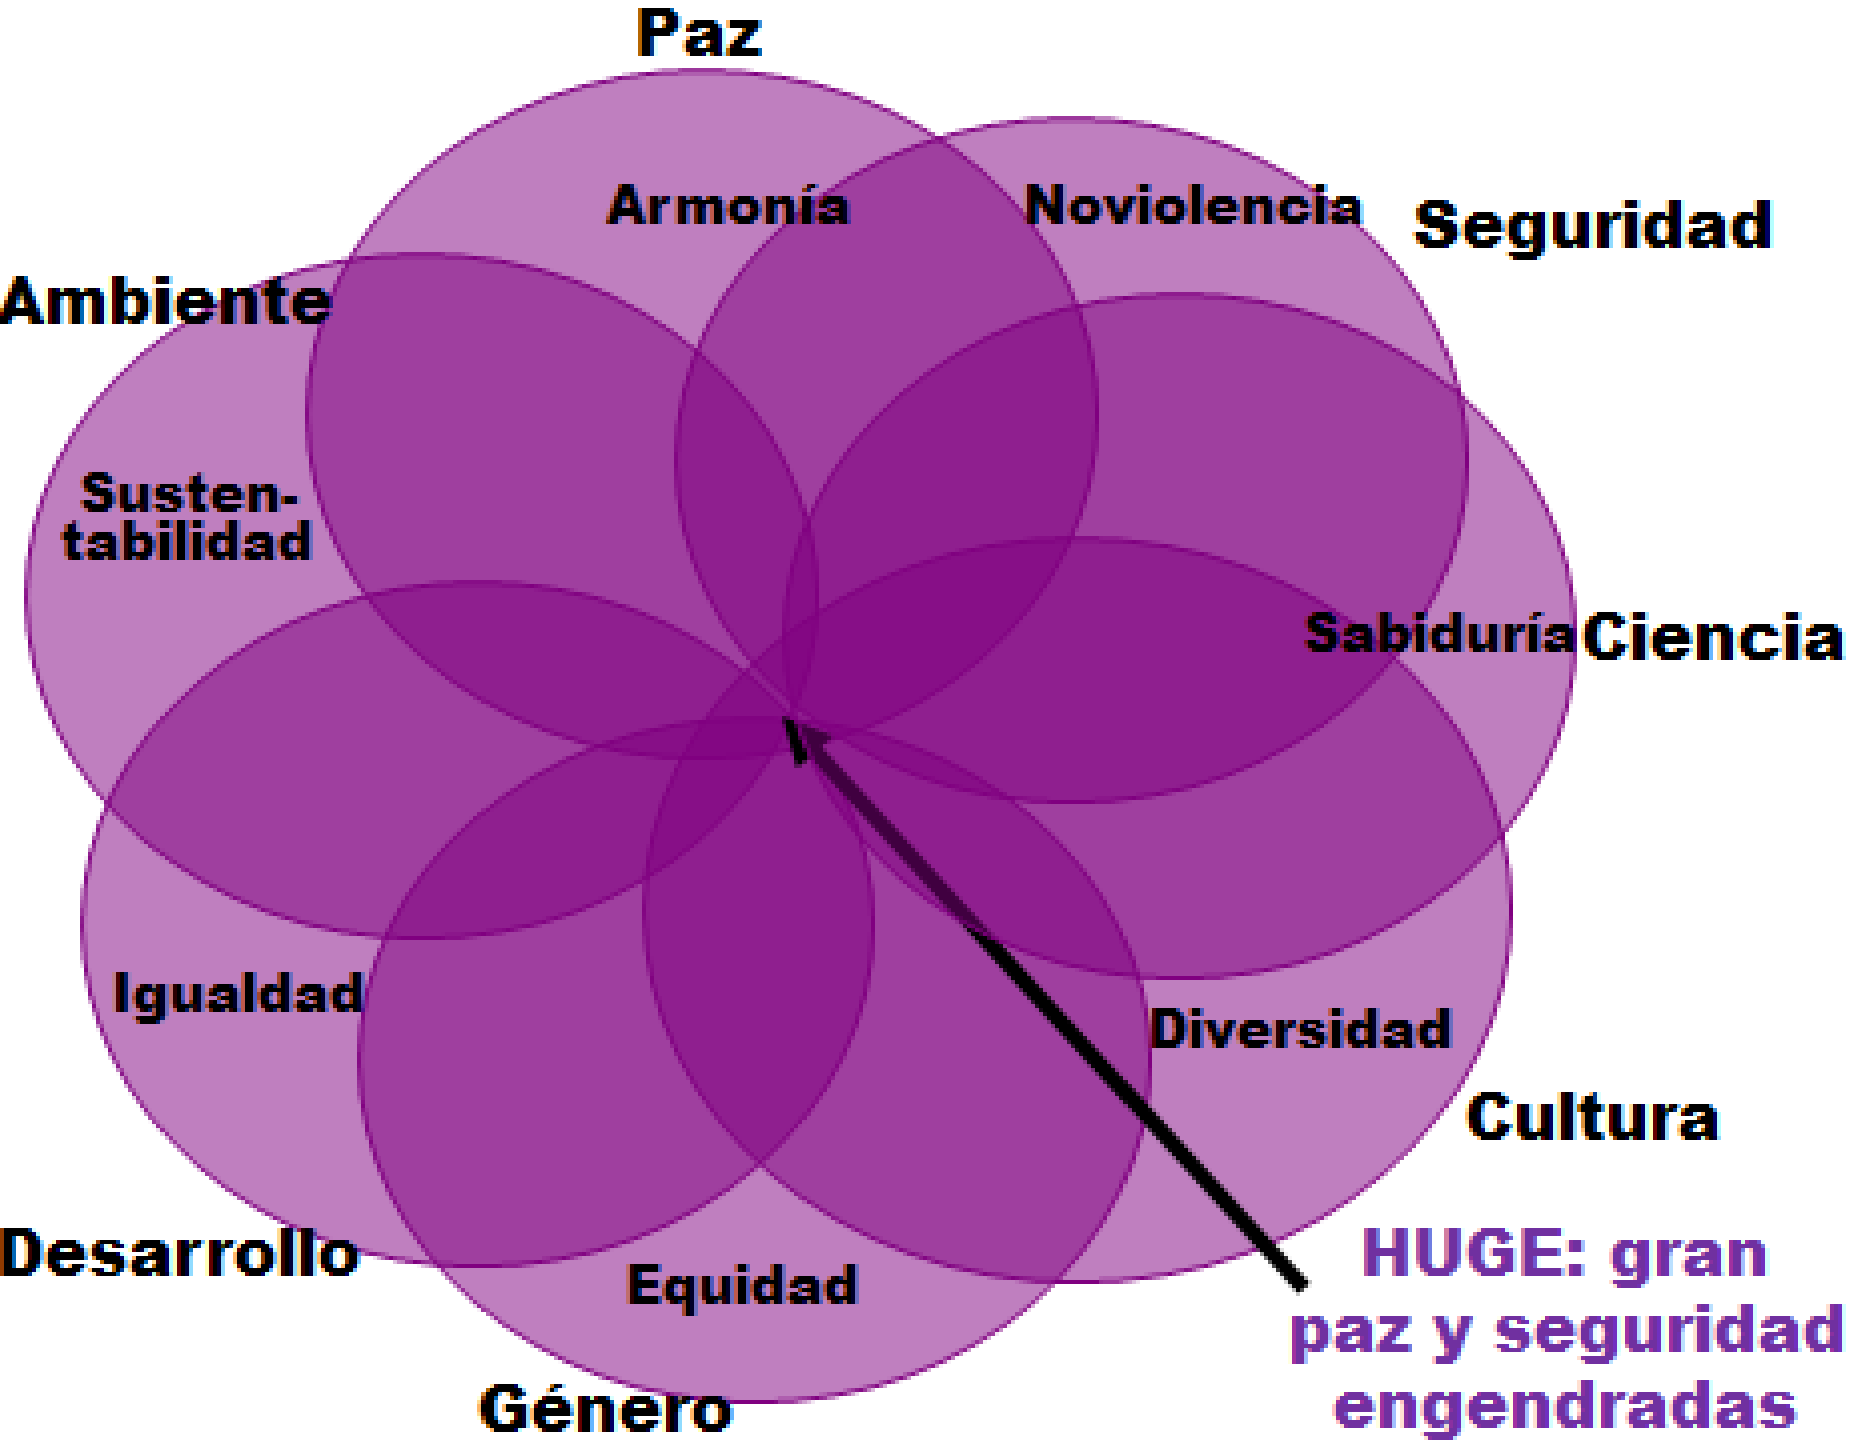 Paz
Armonía
Noviolencia
Seguridad
Ambiente
Susten-
tabilidad
Sabiduría
Ciencia
Igualdad
Diversidad
Cultura
Desarrollo
Equidad
Género
HUGE: gran
paz y seguridad
engendradas